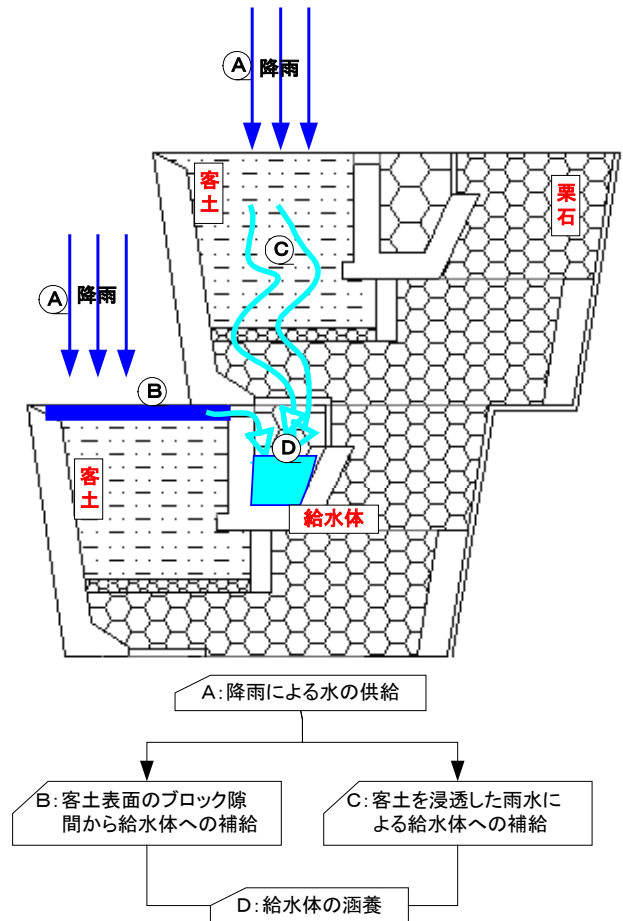 A 降雨
客
土
栗
石
C
A 降雨
B
D
客
土
給水体
A：降雨による水の供給
B：客土表面のブロック隙
間から給水体への補給
C：客土を浸透した雨水に
よる給水体への補給
D：給水体の涵養